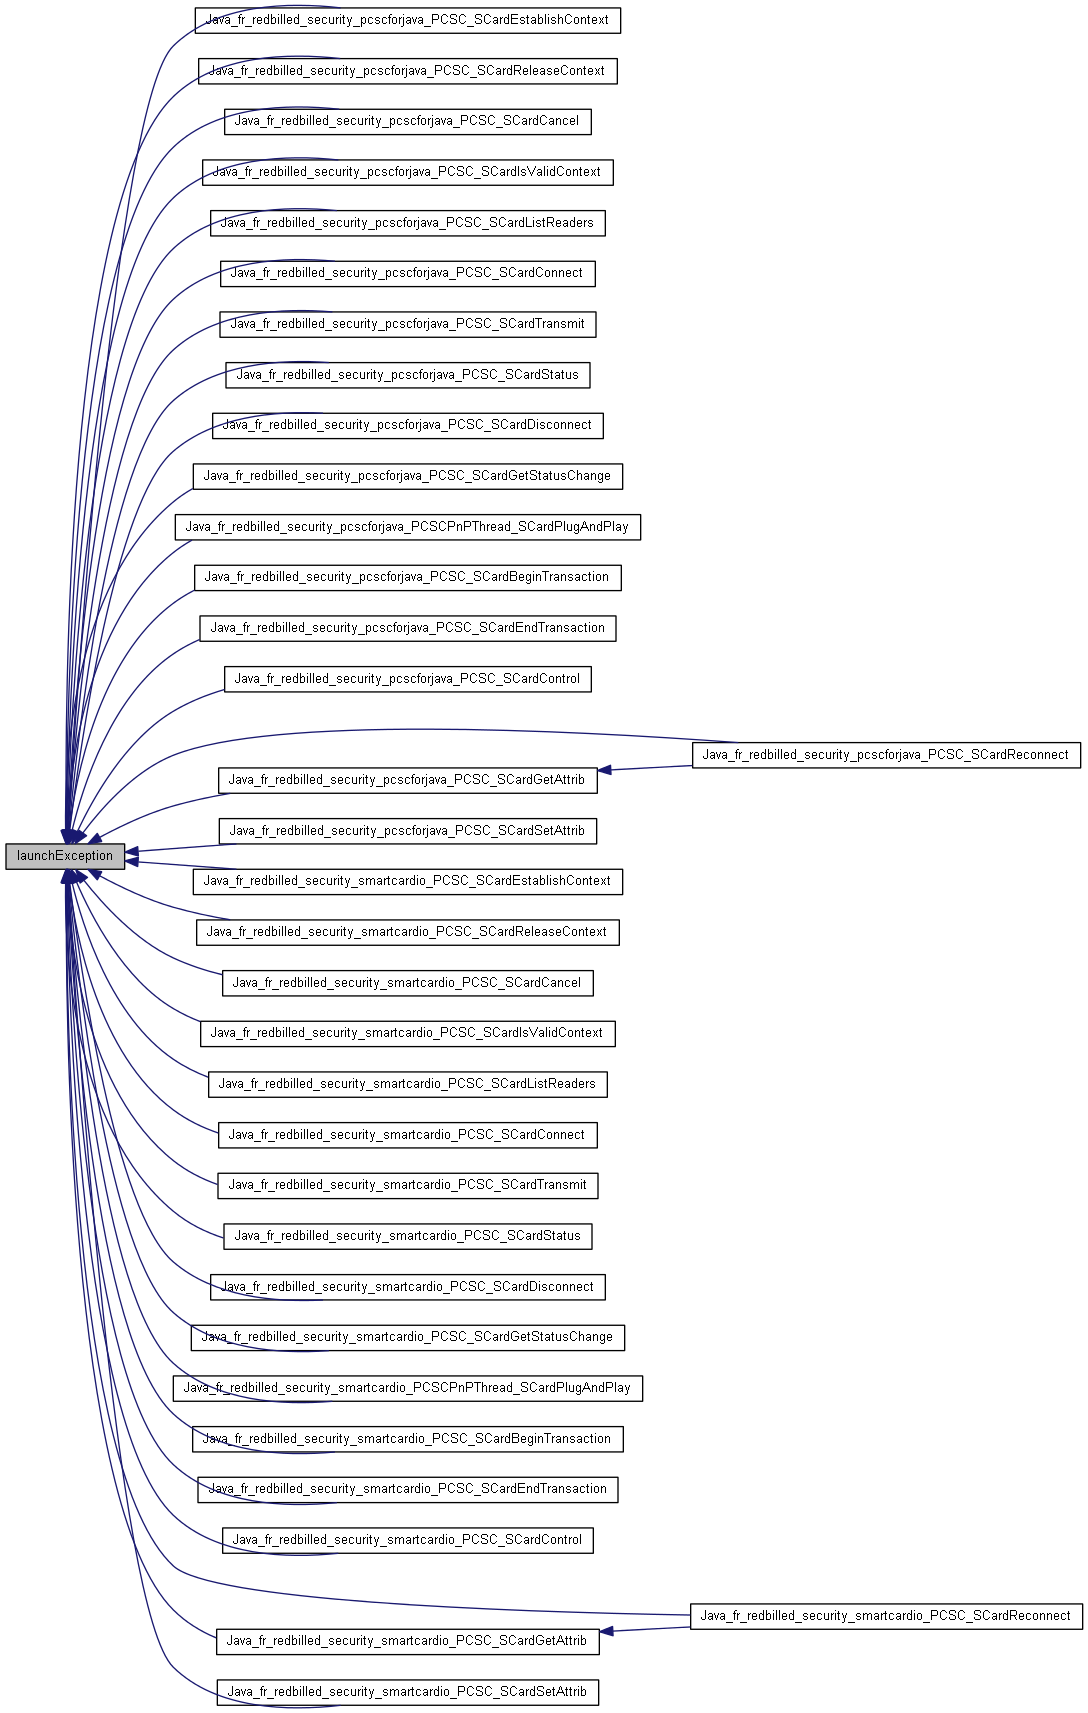 Java_fr_redbilled_security_pcscforjava_PCSC_SCardEstablishContext
Java_fr_redbilled_security_pcscforjava_PCSC_SCardReleaseContext
Java_fr_redbilled_security_pcscforjava_PCSC_SCardCancel
Java_fr_redbilled_security_pcscforjava_PCSC_SCardIsValidContext
Java_fr_redbilled_security_pcscforjava_PCSC_SCardListReaders
Java_fr_redbilled_security_pcscforjava_PCSC_SCardConnect
Java_fr_redbilled_security_pcscforjava_PCSC_SCardTransmit
Java_fr_redbilled_security_pcscforjava_PCSC_SCardStatus
Java_fr_redbilled_security_pcscforjava_PCSC_SCardDisconnect
Java_fr_redbilled_security_pcscforjava_PCSC_SCardGetStatusChange
Java_fr_redbilled_security_pcscforjava_PCSCPnPThread_SCardPlugAndPlay
Java_fr_redbilled_security_pcscforjava_PCSC_SCardBeginTransaction
Java_fr_redbilled_security_pcscforjava_PCSC_SCardEndTransaction
Java_fr_redbilled_security_pcscforjava_PCSC_SCardControl
Java_fr_redbilled_security_pcscforjava_PCSC_SCardReconnect
Java_fr_redbilled_security_pcscforjava_PCSC_SCardGetAttrib
Java_fr_redbilled_security_pcscforjava_PCSC_SCardSetAttrib
launchException
Java_fr_redbilled_security_smartcardio_PCSC_SCardEstablishContext
Java_fr_redbilled_security_smartcardio_PCSC_SCardReleaseContext
Java_fr_redbilled_security_smartcardio_PCSC_SCardCancel
Java_fr_redbilled_security_smartcardio_PCSC_SCardIsValidContext
Java_fr_redbilled_security_smartcardio_PCSC_SCardListReaders
Java_fr_redbilled_security_smartcardio_PCSC_SCardConnect
Java_fr_redbilled_security_smartcardio_PCSC_SCardTransmit
Java_fr_redbilled_security_smartcardio_PCSC_SCardStatus
Java_fr_redbilled_security_smartcardio_PCSC_SCardDisconnect
Java_fr_redbilled_security_smartcardio_PCSC_SCardGetStatusChange
Java_fr_redbilled_security_smartcardio_PCSCPnPThread_SCardPlugAndPlay
Java_fr_redbilled_security_smartcardio_PCSC_SCardBeginTransaction
Java_fr_redbilled_security_smartcardio_PCSC_SCardEndTransaction
Java_fr_redbilled_security_smartcardio_PCSC_SCardControl
Java_fr_redbilled_security_smartcardio_PCSC_SCardReconnect
Java_fr_redbilled_security_smartcardio_PCSC_SCardGetAttrib
Java_fr_redbilled_security_smartcardio_PCSC_SCardSetAttrib